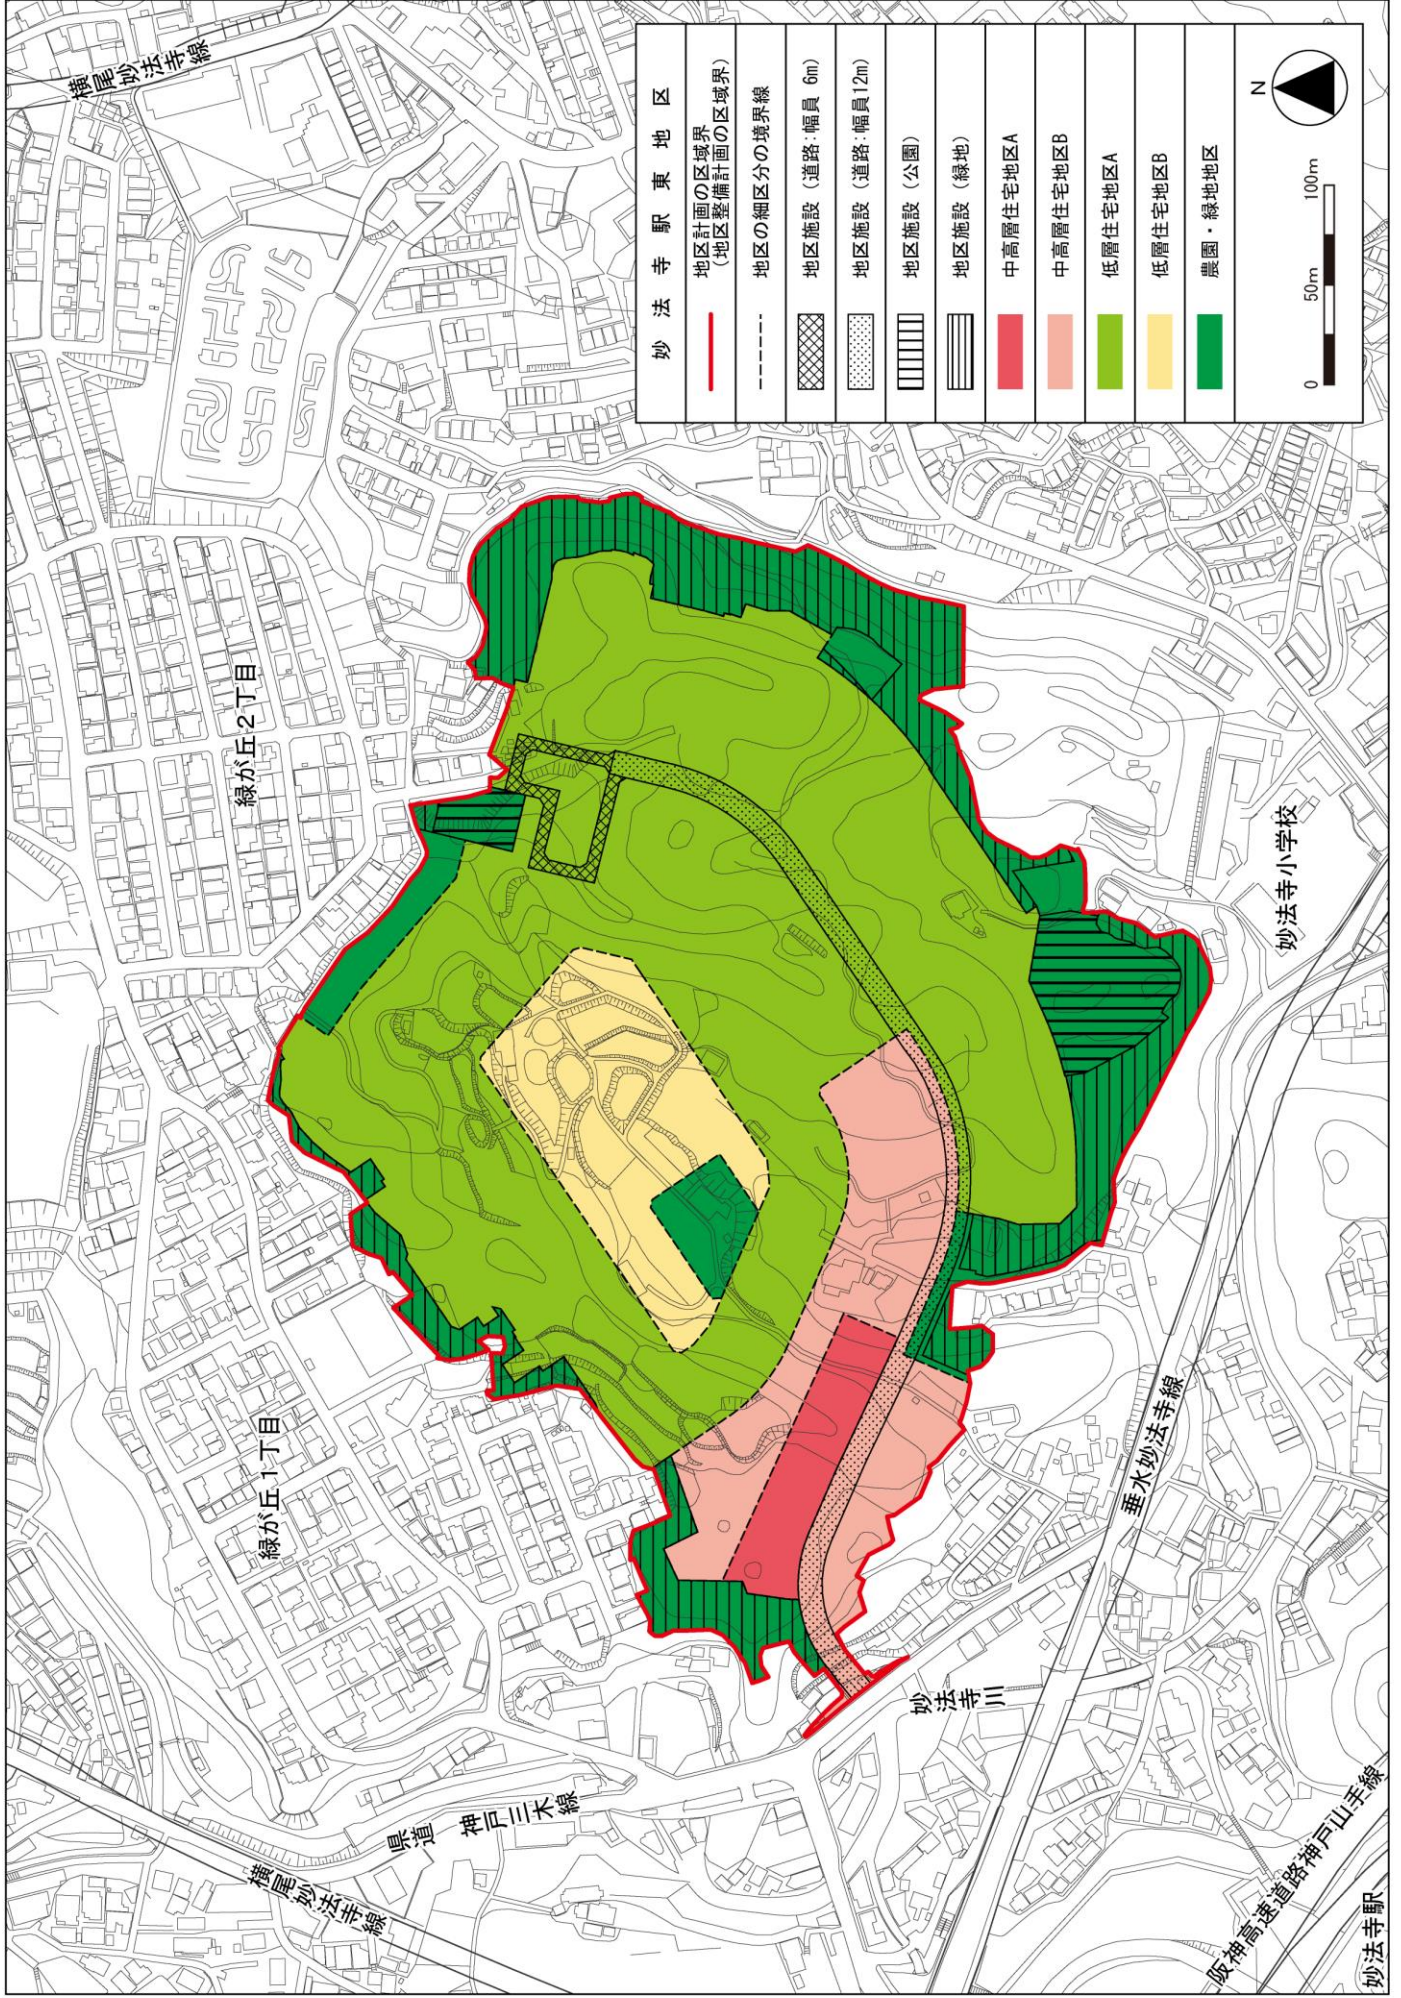 妙法寺駅東地区
地区計画の区域界
(地区整備計画の区域界)
地区の細区分の境界線
地区施設(道路:幅員 6m)
地区施設(道路:幅員12m)
地区施設(公園)
地区施設(緑地)
中高層住宅地区A
中高層住宅地区B
低層住宅地区A
低層住宅地区B
農園・緑地地区
0 50m 100m
N
横尾妙法寺線
緑が丘2丁目
緑が丘1丁目
横尾妙法寺線
県道 神戸三木線
妙法寺川
垂水妙法寺線
妙法寺小学校
阪神高速道路神戸山手線
妙法寺駅